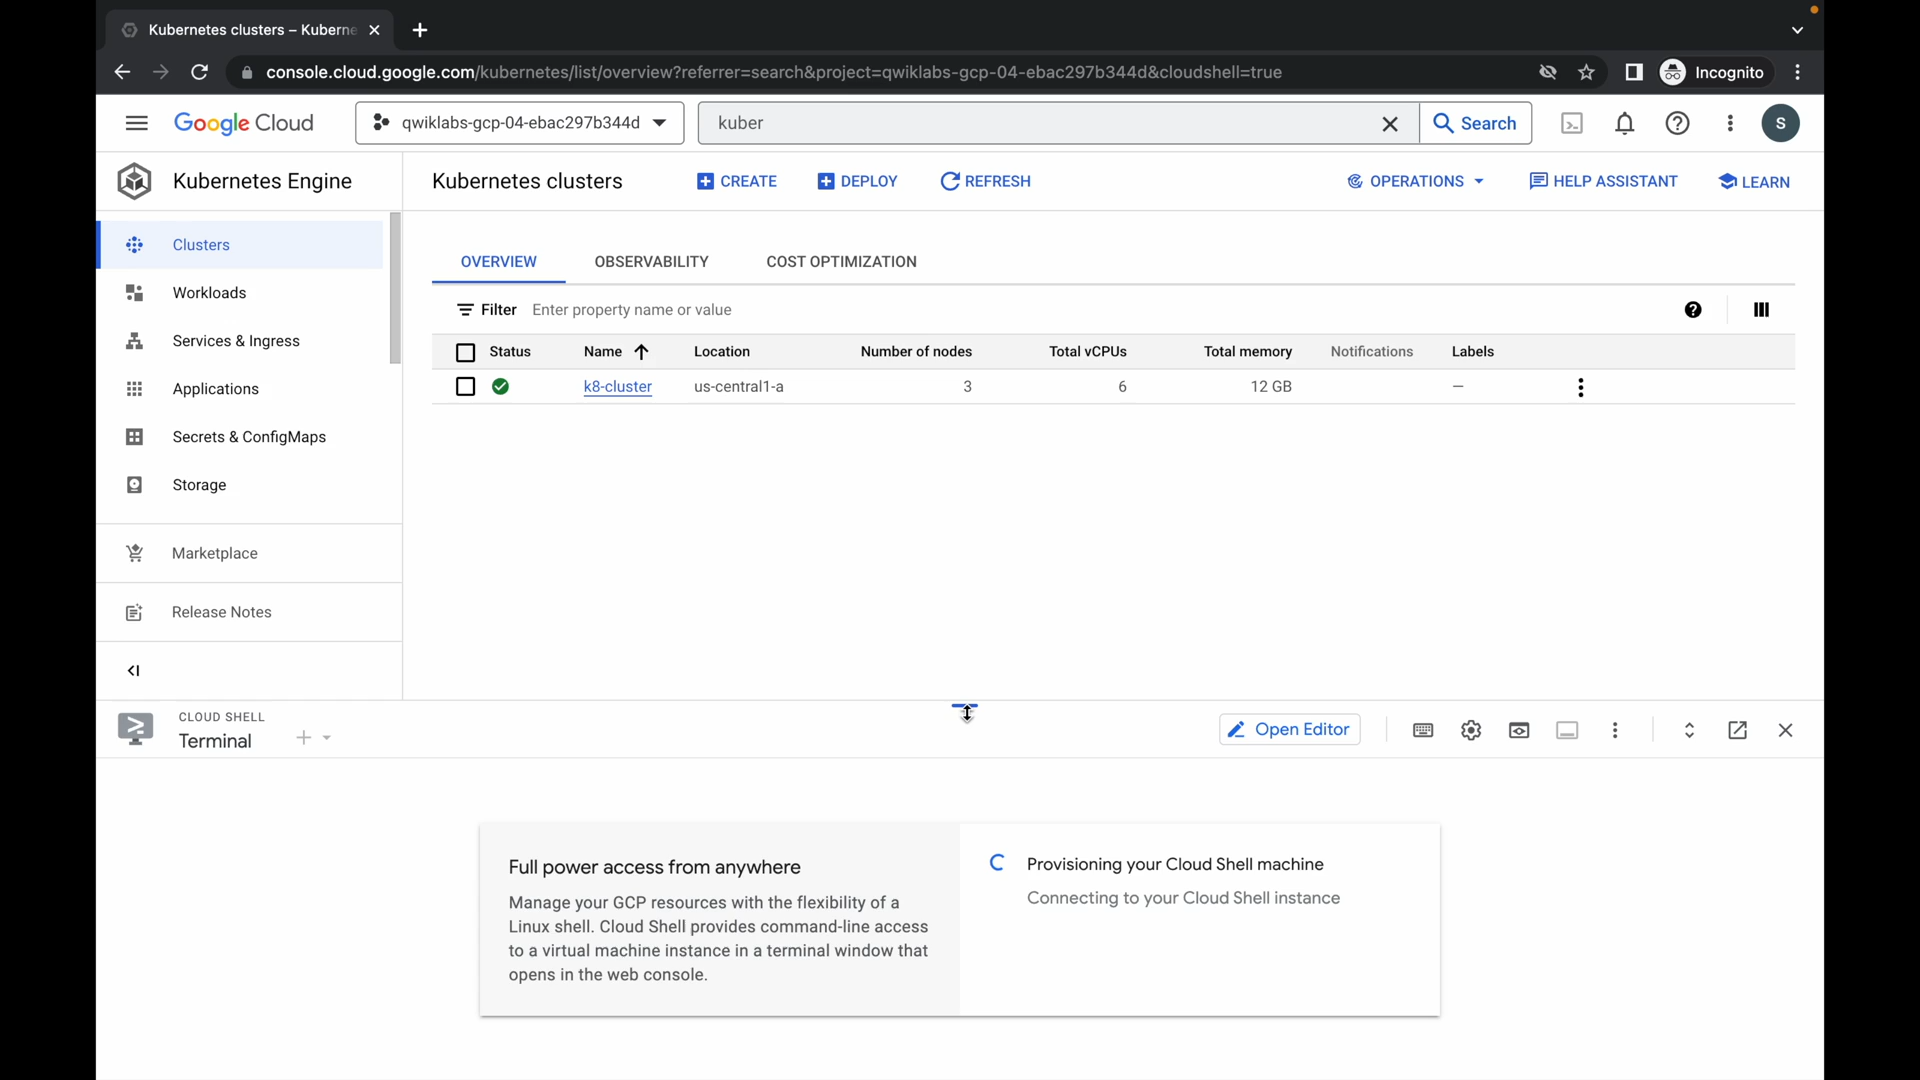 Kubernetes clusters – Kuberne
console.cloud.google.com/kubernetes/list/overview?referrer=search&project=qwiklabs-gcp-04-ebac297b344d&cloudshell=true
Incognito
Google Cloud
qwiklabs-gcp-04-ebac297b344d
kuber
Search
S
Kubernetes Engine
Kubernetes clusters
CREATE
DEPLOY
REFRESH
OPERATIONS
HELP ASSISTANT
LEARN
Clusters
Workloads
Services & Ingress
Applications
Secrets & ConfigMaps
Storage
Marketplace
Release Notes
OVERVIEW
OBSERVABILITY
COST OPTIMIZATION
Filter Enter property name or value
Status Name Location Number of nodes Total vCPUs Total memory Notifications Labels
k8-cluster us-central1-a 3 6 12 GB –
CLOUD SHELL
Terminal
Open Editor
Full power access from anywhere
Manage your GCP resources with the flexibility of a
Linux shell. Cloud Shell provides command-line access
to a virtual machine instance in a terminal window that
opens in the web console.
Provisioning your Cloud Shell machine
Connecting to your Cloud Shell instance